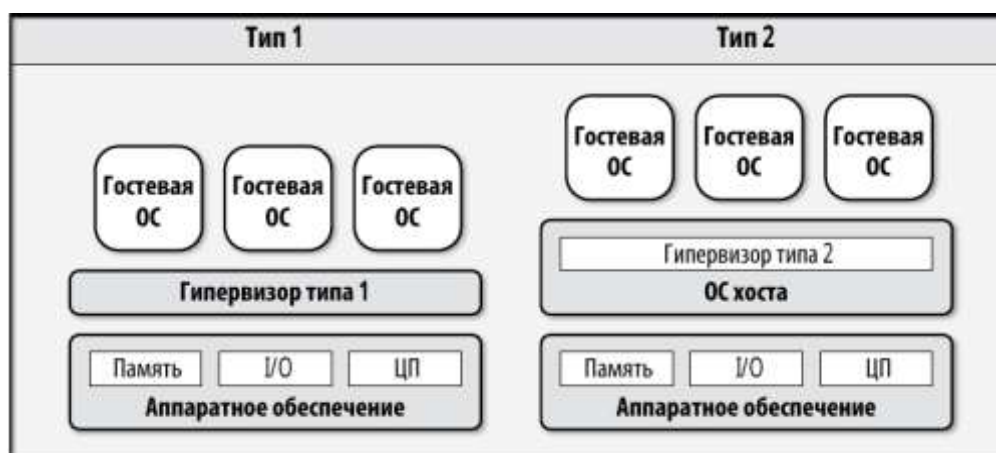 Тип 1
Тип 2
Гостевая
ОС
Гостевая
ОС
Гостевая
ОС
Гипервизор типа 1
Память
I/O
ЦП
Аппаратное обеспечение
Гостевая
ОС
Гостевая
ОС
Гостевая
ОС
Гипервизор типа 2
ОС хоста
Память
I/O
ЦП
Аппаратное обеспечение